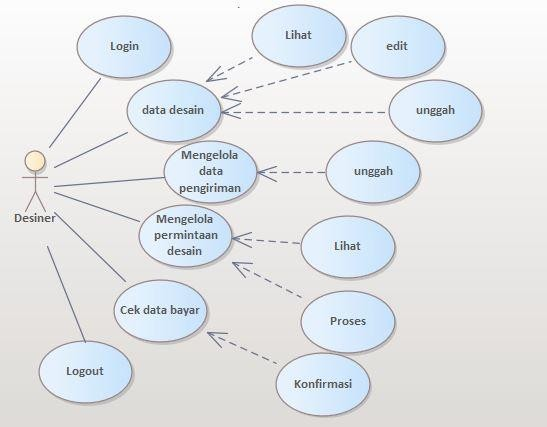 Login
Lihat
edit
data desain
unggah
Mengelola
data
pengiriman
unggah
Desiner
Mengelola
permintaan
desain
Lihat
Cek data bayar
Proses
Logout
Konfirmasi